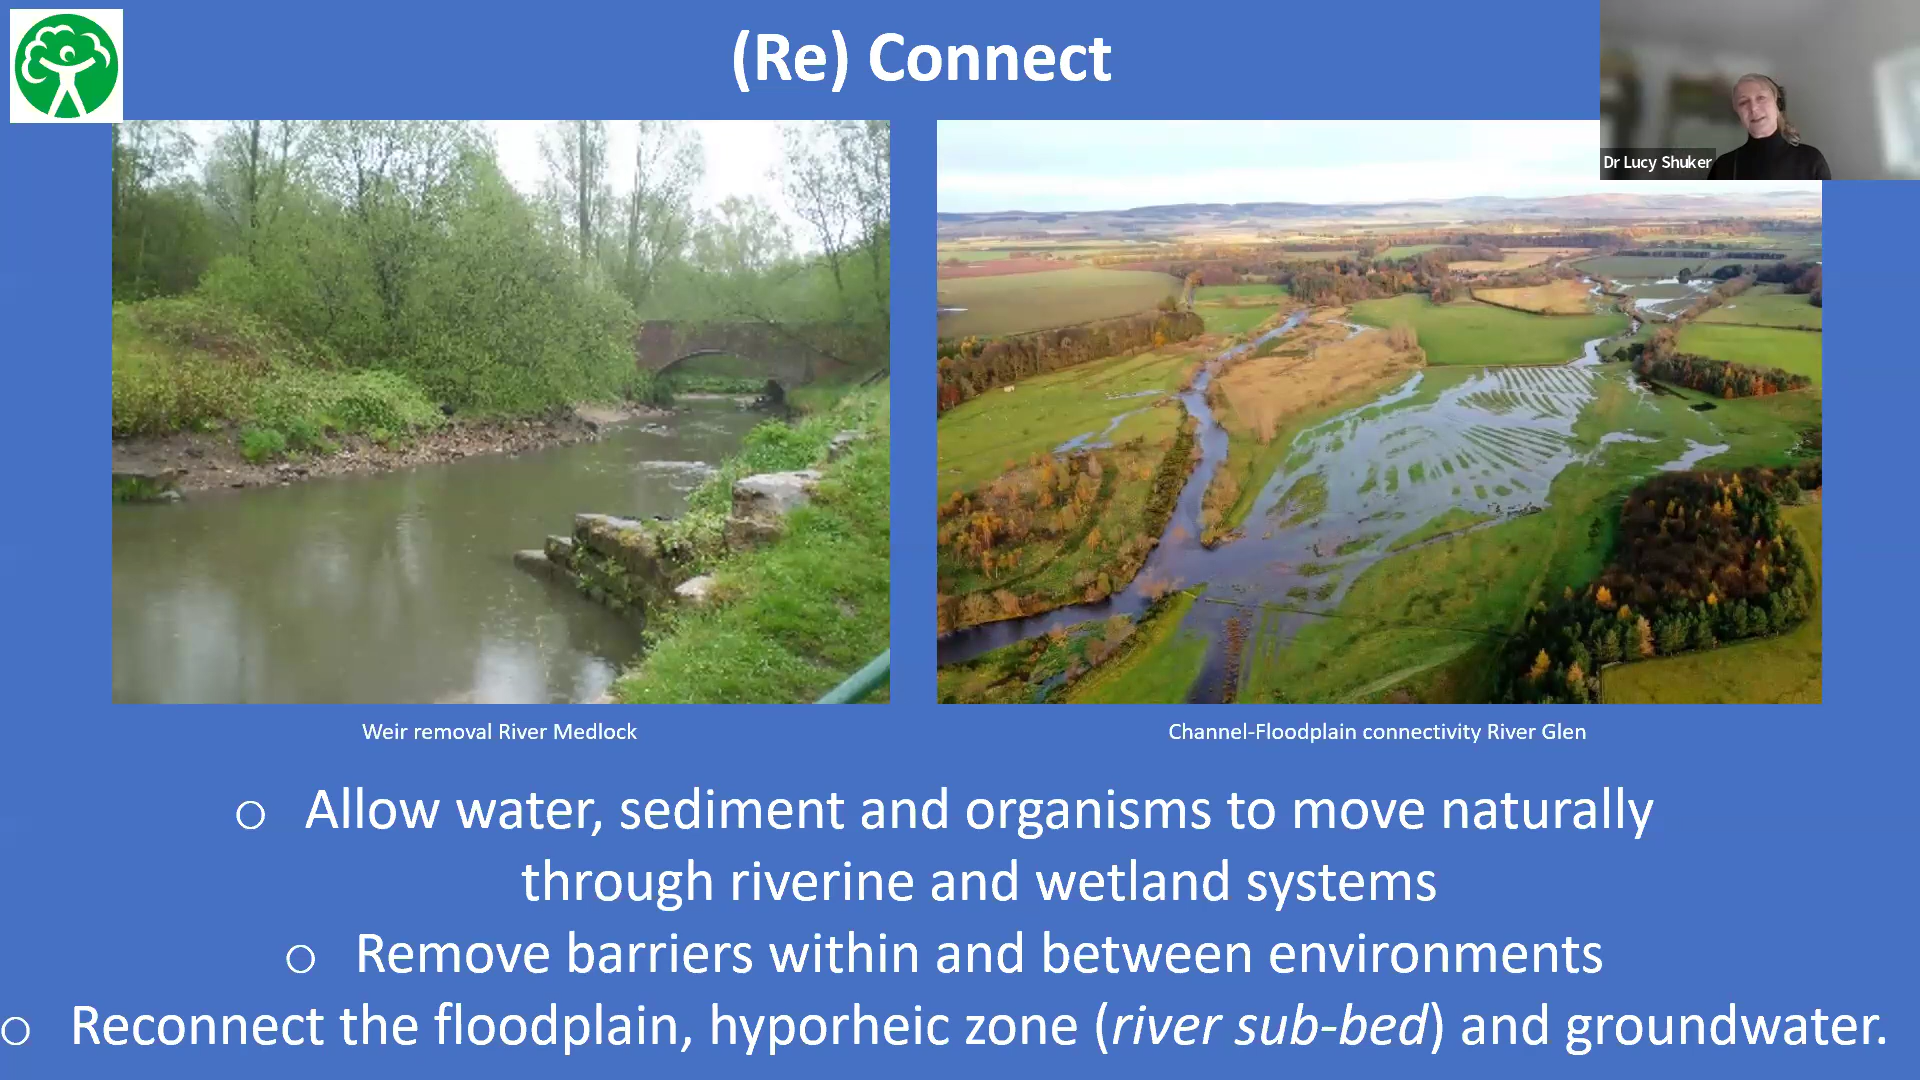 (Re) Connect
Dr Lucy Shuker
Weir removal River Medlock
Channel-Floodplain connectivity River Glen
o Allow water, sediment and organisms to move naturally
through riverine and wetland systems
o Remove barriers within and between environments
o Reconnect the floodplain, hyporheic zone (river sub-bed) and groundwater.